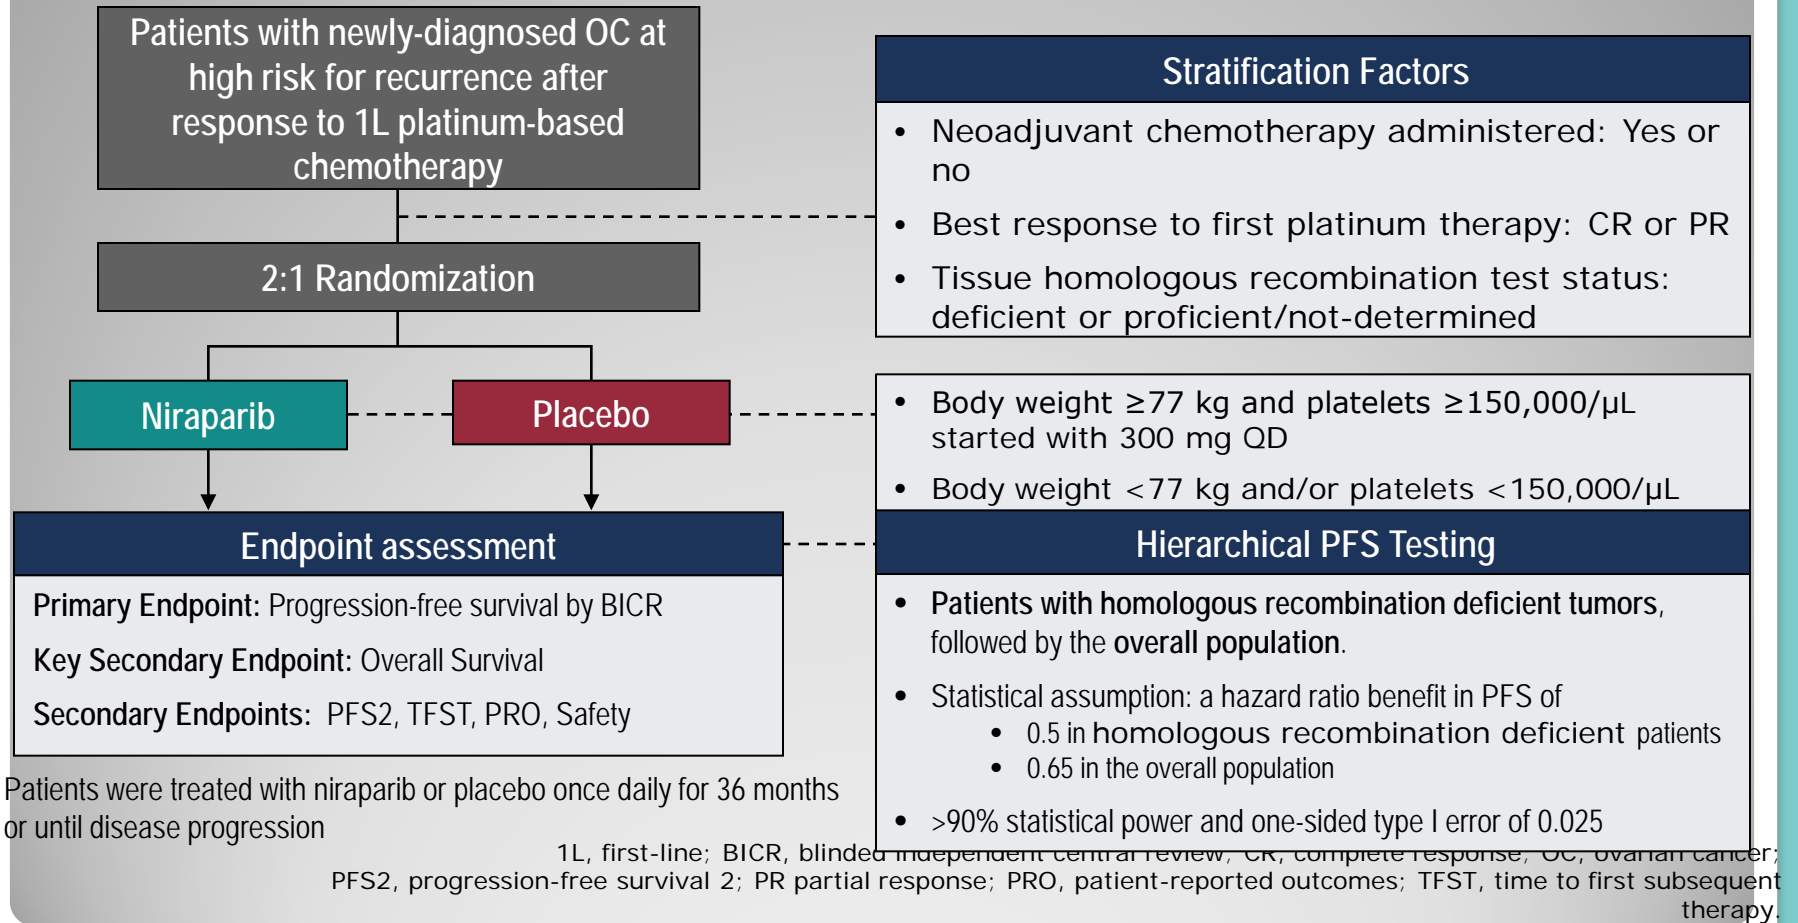 Patients with newly-diagnosed OC at
high risk for recurrence after
response to 1L platinum-based
chemotherapy
2:1 Randomization
Niraparib
Placebo
Endpoint assessment
Primary Endpoint: Progression-free survival by BICR
Key Secondary Endpoint: Overall Survival
Secondary Endpoints: PFS2, TFST, PRO, Safety
Patients were treated with niraparib or placebo once daily for 36 months
or until disease progression
Stratification Factors
• Neoadjuvant chemotherapy administered: Yes or
no
• Best response to first platinum therapy: CR or PR
• Tissue homologous recombination test status:
deficient or proficient/not-determined
• Body weight ≥77 kg and platelets ≥150,000/µL
started with 300 mg QD
• Body weight <77 kg and/or platelets <150,000/µL
Hierarchical PFS Testing
• Patients with homologous recombination deficient tumors,
followed by the overall population.
• Statistical assumption: a hazard ratio benefit in PFS of
• 0.5 in homologous recombination deficient patients
• 0.65 in the overall population
• >90% statistical power and one-sided type I error of 0.025
1L, first-line; BICR, blinded independent central review; CR, complete response; OC, ovarian cancer;
PFS2, progression-free survival 2; PR partial response; PRO, patient-reported outcomes; TFST, time to first subsequent
therapy.